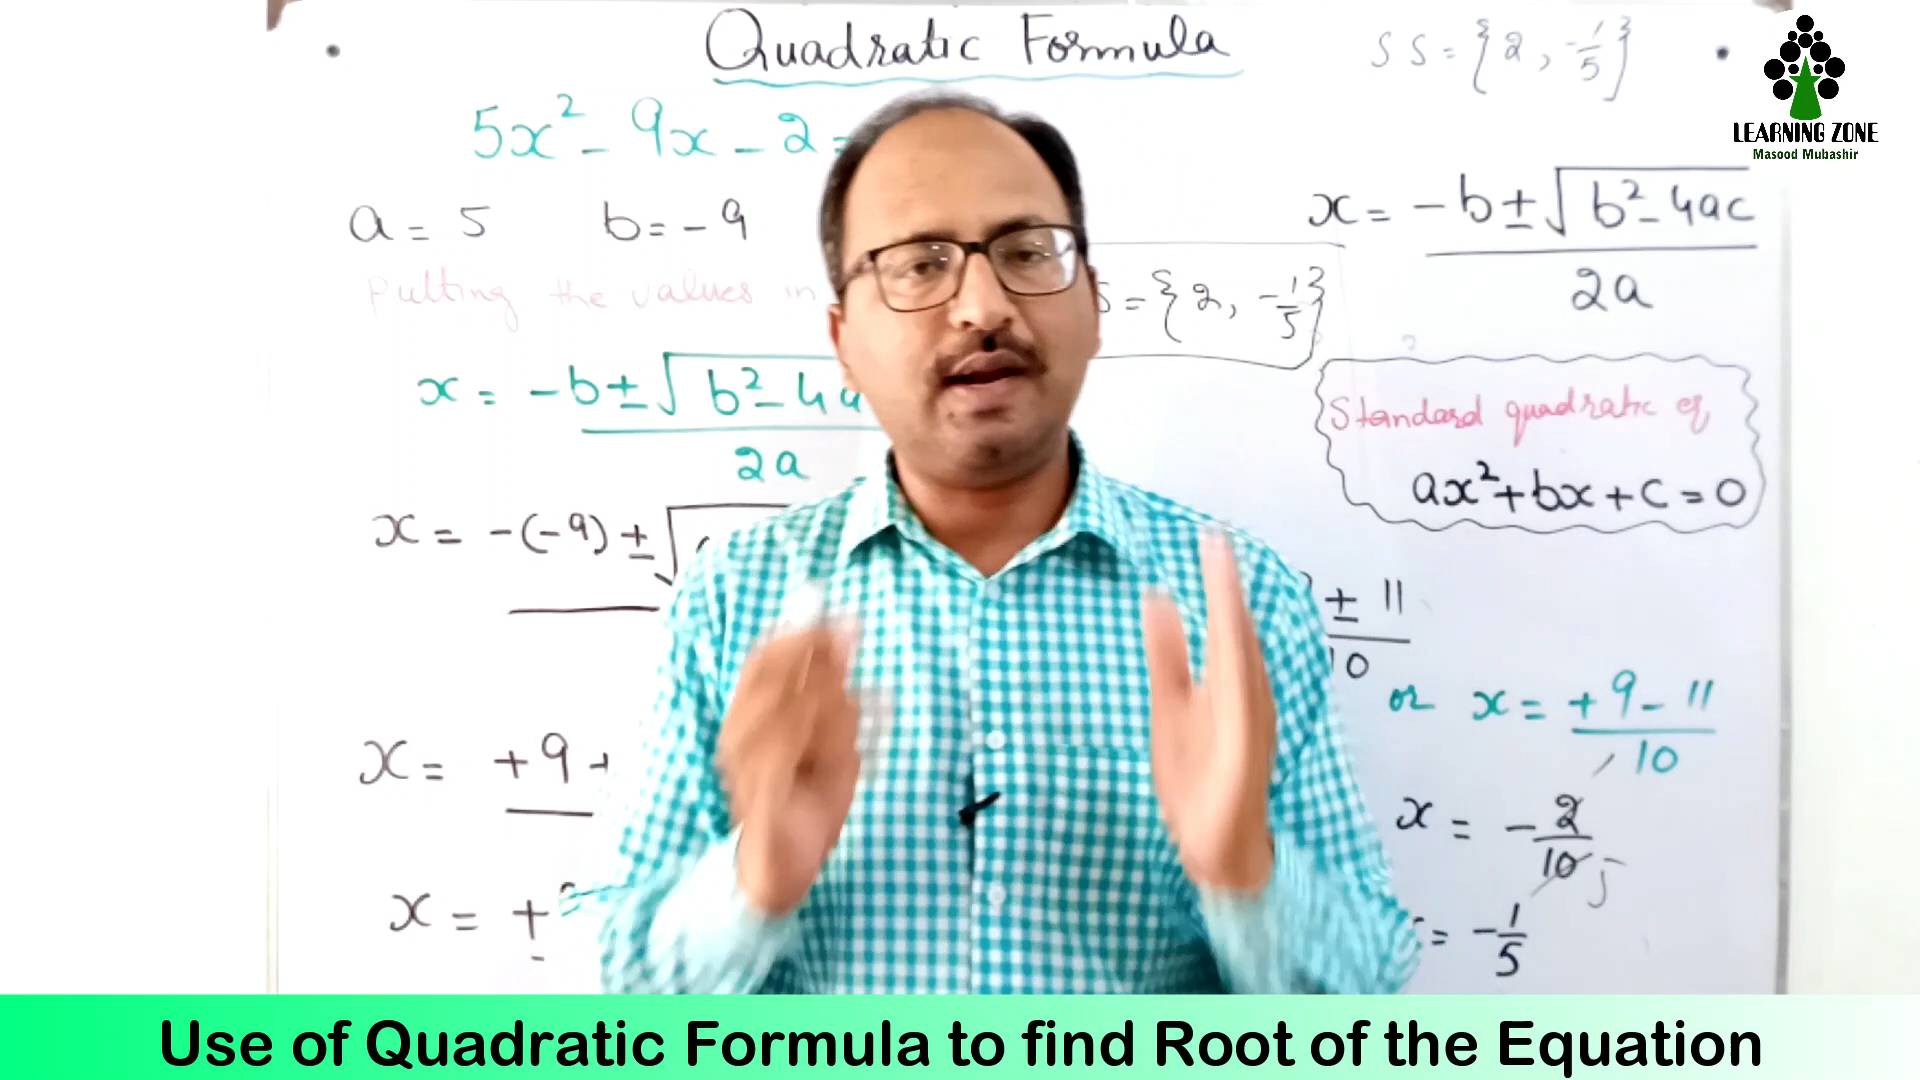 Quadratic Formula
SS = {2, -1/5}
LEARNING ZONE
Masood Mubashir
5x² - 9x - 2 =
a = 5 b = -9
x = -b ± √b² - 4ac
2a
Putting the values in
S = {2, -1/5}
x = -b ± √b² - 4a
2a
Standard quadratic eq
ax² + bx + c = 0
x = -(-9) ± √(
± 11
10
or x = +9 - 11
10
x = +9 +
x = -2/10 5
x = +
= -1/5
Use of Quadratic Formula to find Root of the Equation